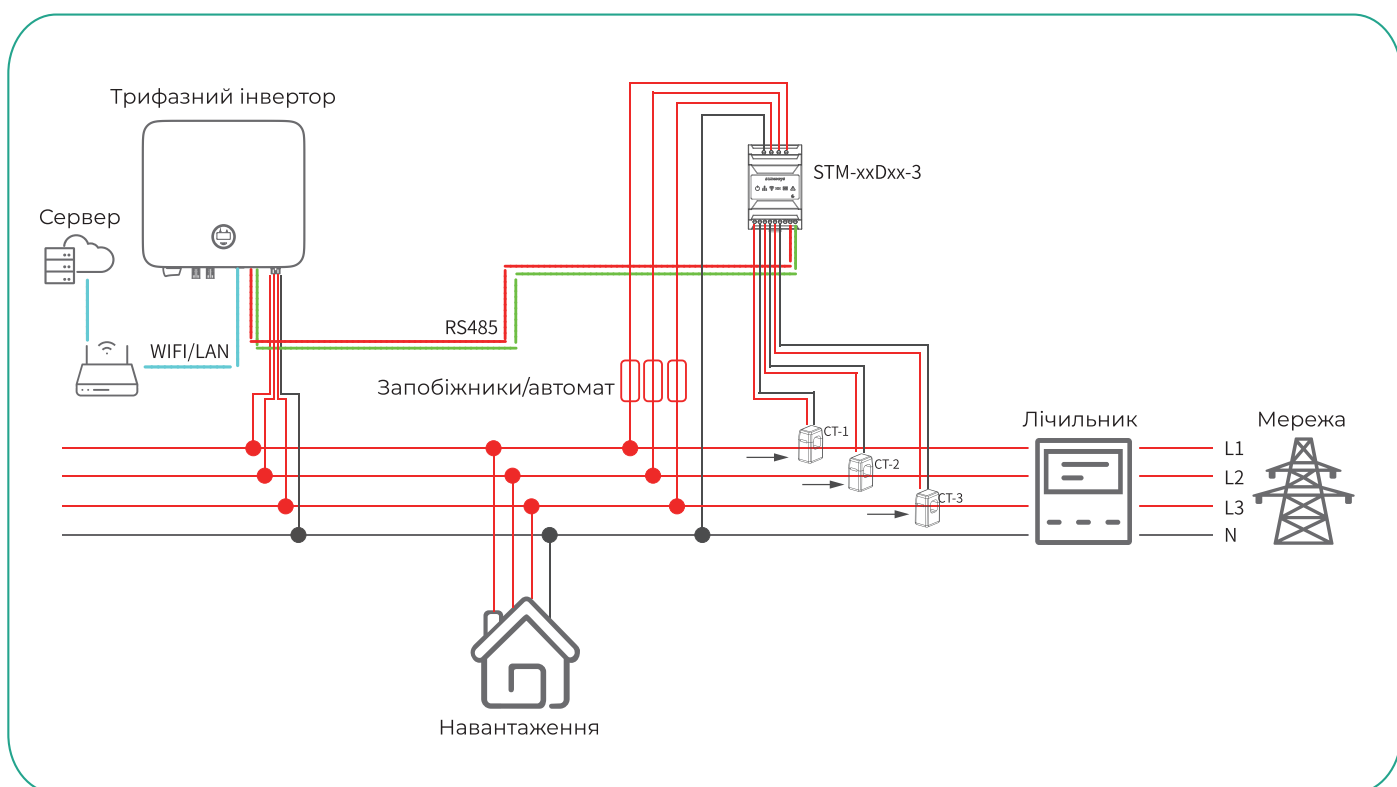 Трифазний інвертор
STM-xxDxx-3
Сервер
RS485
WIFI/LAN
Запобіжники/автомат
CT-1
CT-2
CT-3
Лічильник
Мережа
L1
L2
L3
N
Навантаження